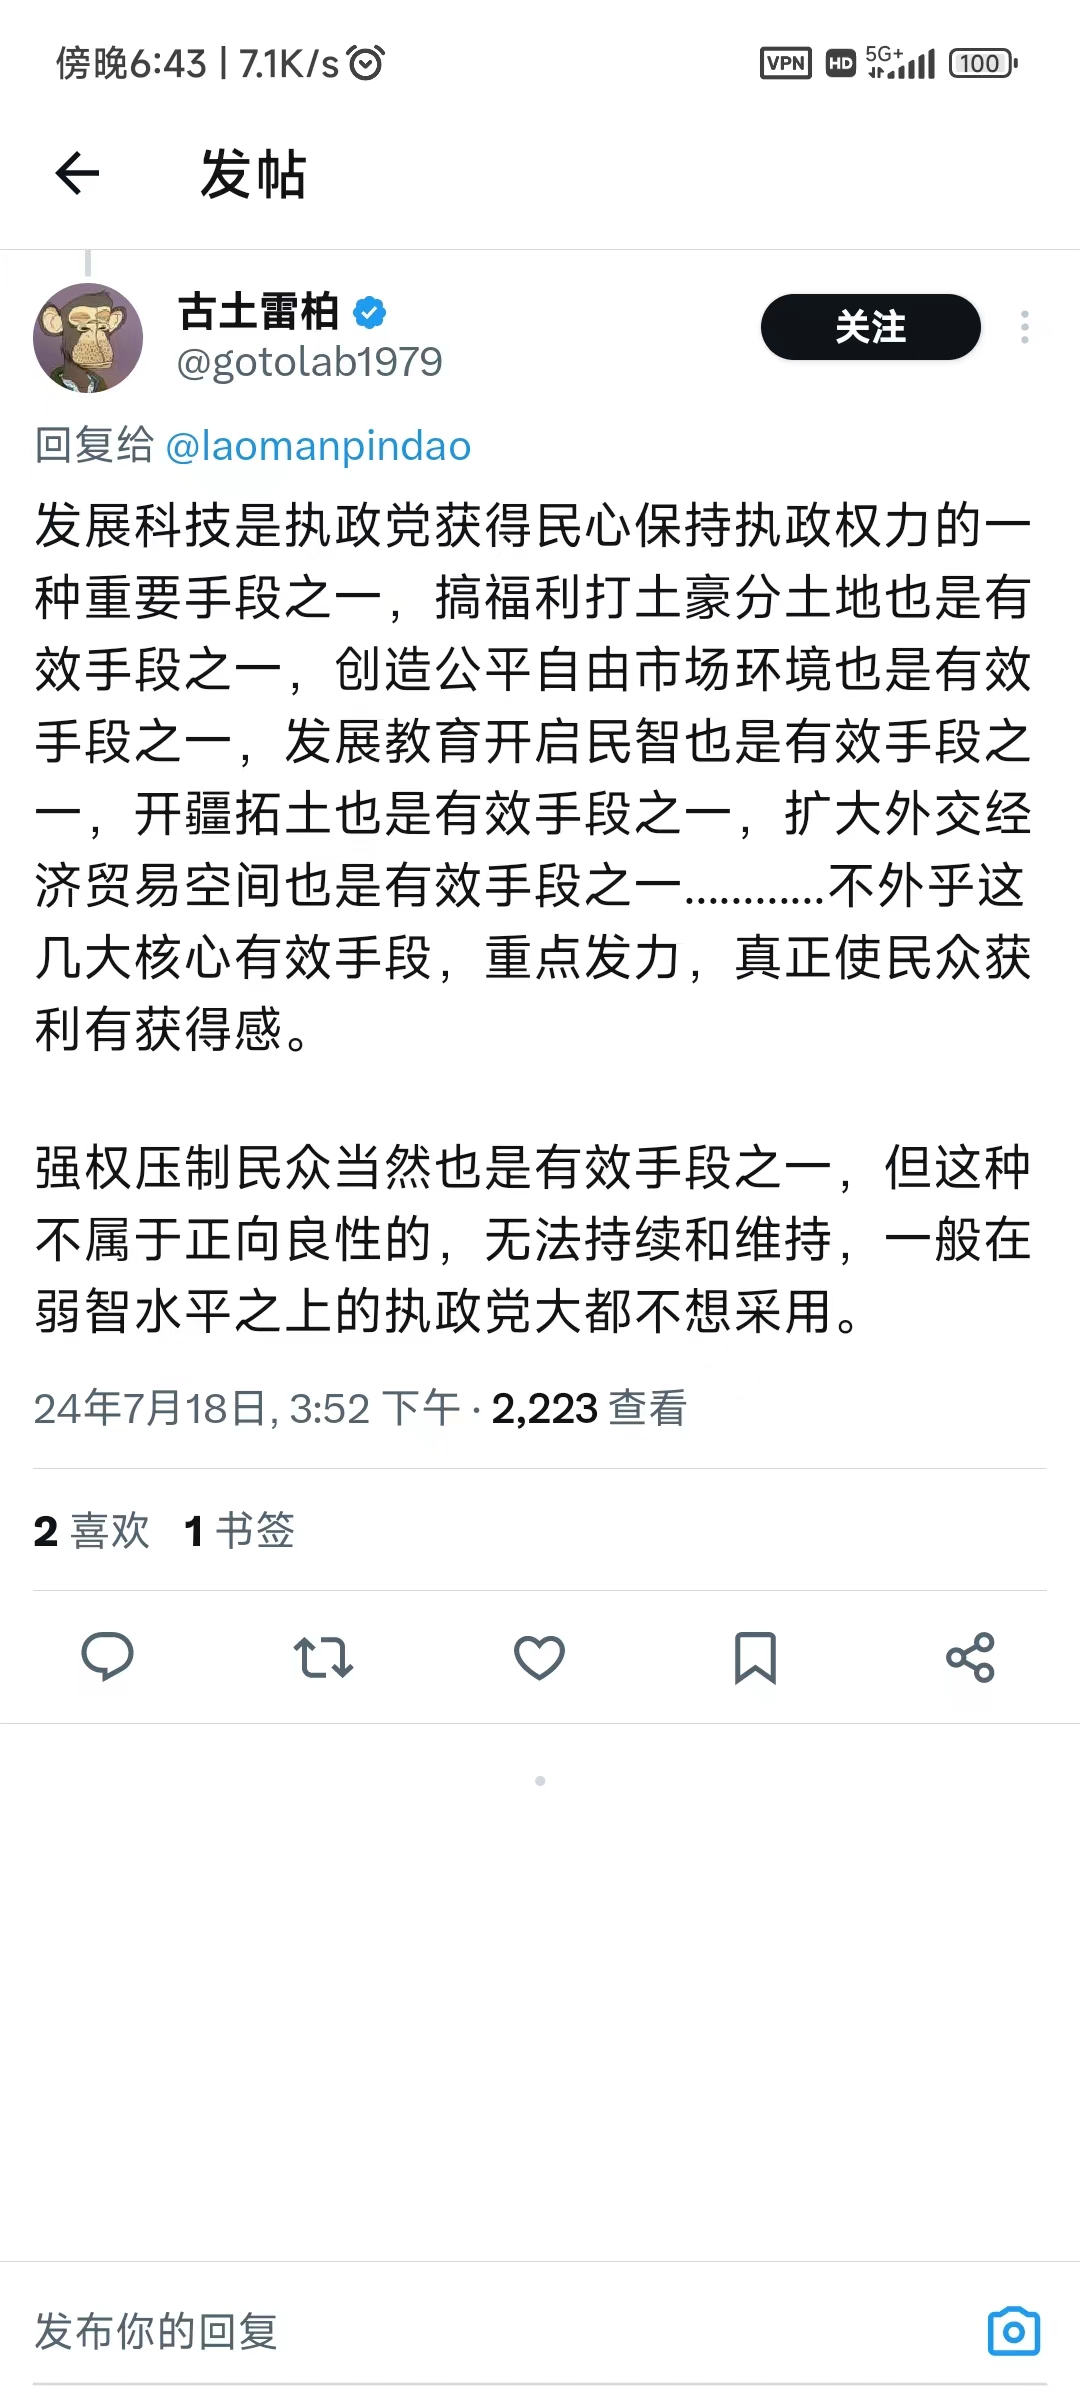 傍晚6:43 | 7.1K/s
VPN HD 5G+ 100
发帖
古土雷柏
@gotolab1979
关注
回复给 @laomanpindao
发展科技是执政党获得民心保持执政权力的一
种重要手段之一，搞福利打土豪分土地也是有
效手段之一，创造公平自由市场环境也是有效
手段之一，发展教育开启民智也是有效手段之
一，开疆拓土也是有效手段之一，扩大外交经
济贸易空间也是有效手段之一............不外乎这
几大核心有效手段，重点发力，真正使民众获
利有获得感。
强权压制民众当然也是有效手段之一，但这种
不属于正向良性的，无法持续和维持，一般在
弱智水平之上的执政党大都不想采用。
24年7月18日, 3:52 下午 · 2,223 查看
2 喜欢 1 书签
发布你的回复